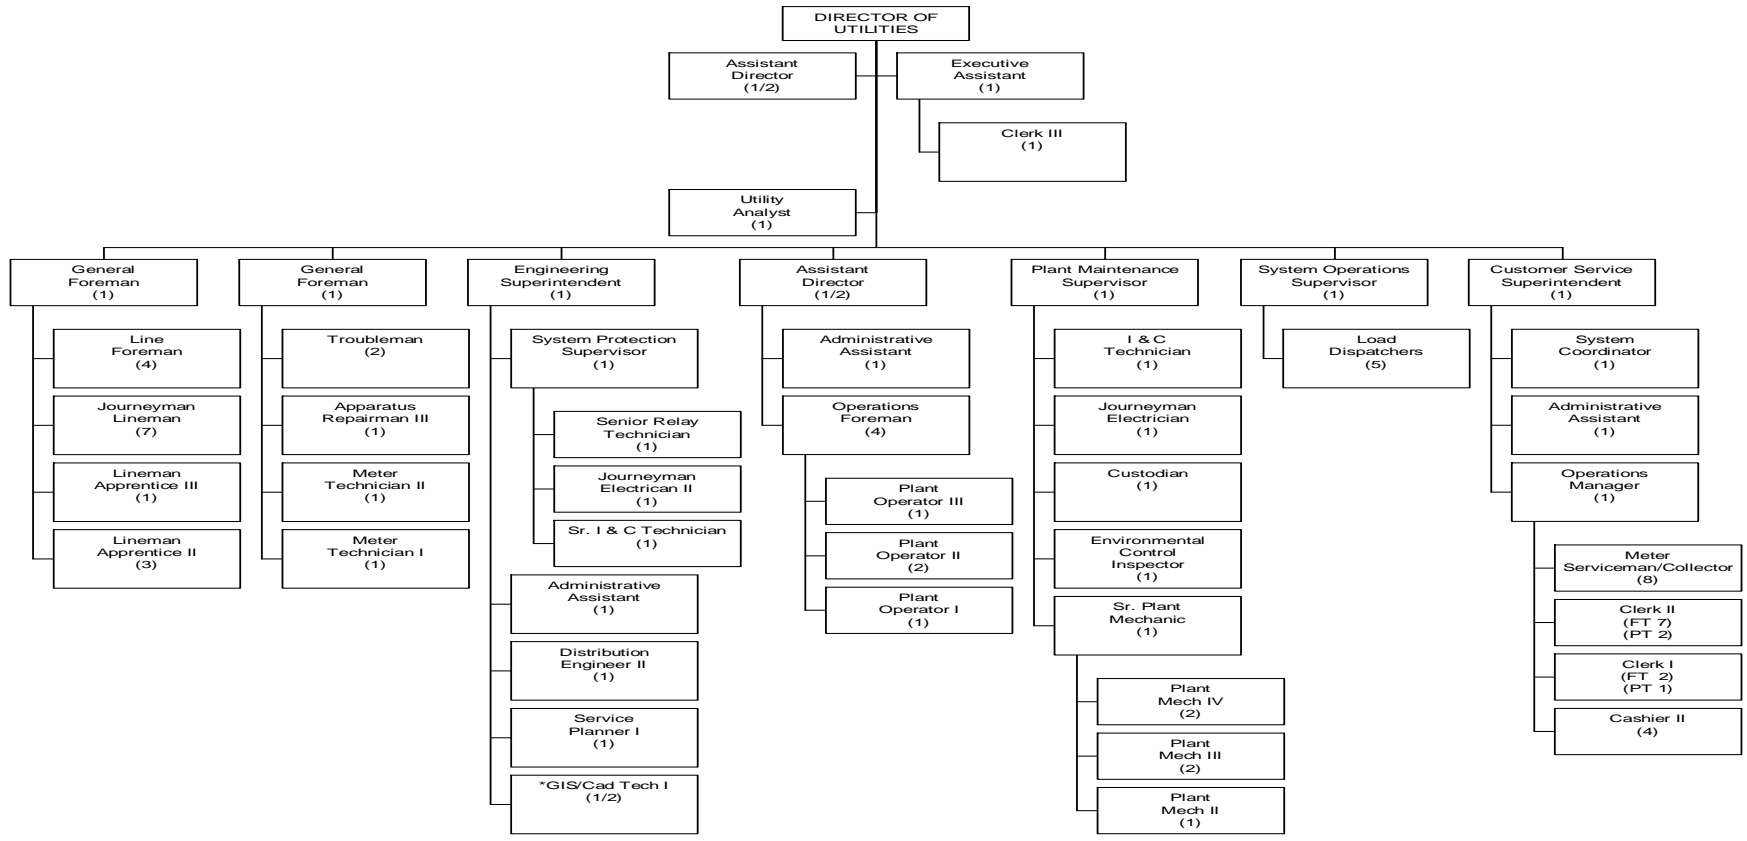 DIRECTOR OF
UTILITIES
Assistant
Director
(1/2)
Executive
Assistant
(1)
Clerk III
(1)
Utility
Analyst
(1)
General
Foreman
(1)
Line
Foreman
(4)
Journeyman
Lineman
(7)
Lineman
Apprentice III
(1)
Lineman
Apprentice II
(3)
General
Foreman
(1)
Troubleman
(2)
Apparatus
Repairman III
(1)
Meter
Technician II
(1)
Meter
Technician I
(1)
Engineering
Superintendent
(1)
System Protection
Supervisor
(1)
Senior Relay
Technician
(1)
Journeyman
Electrican II
(1)
Sr. I & C Technician
(1)
Administrative
Assistant
(1)
Distribution
Engineer II
(1)
Service
Planner I
(1)
*GIS/Cad Tech I
(1/2)
Assistant
Director
(1/2)
Administrative
Assistant
(1)
Operations
Foreman
(4)
Plant
Operator III
(1)
Plant
Operator II
(2)
Plant
Operator I
(1)
Plant Maintenance
Supervisor
(1)
I & C
Technician
(1)
Journeyman
Electrician
(1)
Custodian
(1)
Environmental
Control
Inspector
(1)
Sr. Plant
Mechanic
(1)
Plant
Mech IV
(2)
Plant
Mech III
(2)
Plant
Mech II
(1)
System Operations
Supervisor
(1)
Load
Dispatchers
(5)
Customer Service
Superintendent
(1)
System
Coordinator
(1)
Administrative
Assistant
(1)
Operations
Manager
(1)
Meter
Serviceman/Collector
(8)
Clerk II
(FT 7)
(PT 2)
Clerk I
(FT 2)
(PT 1)
Cashier II
(4)